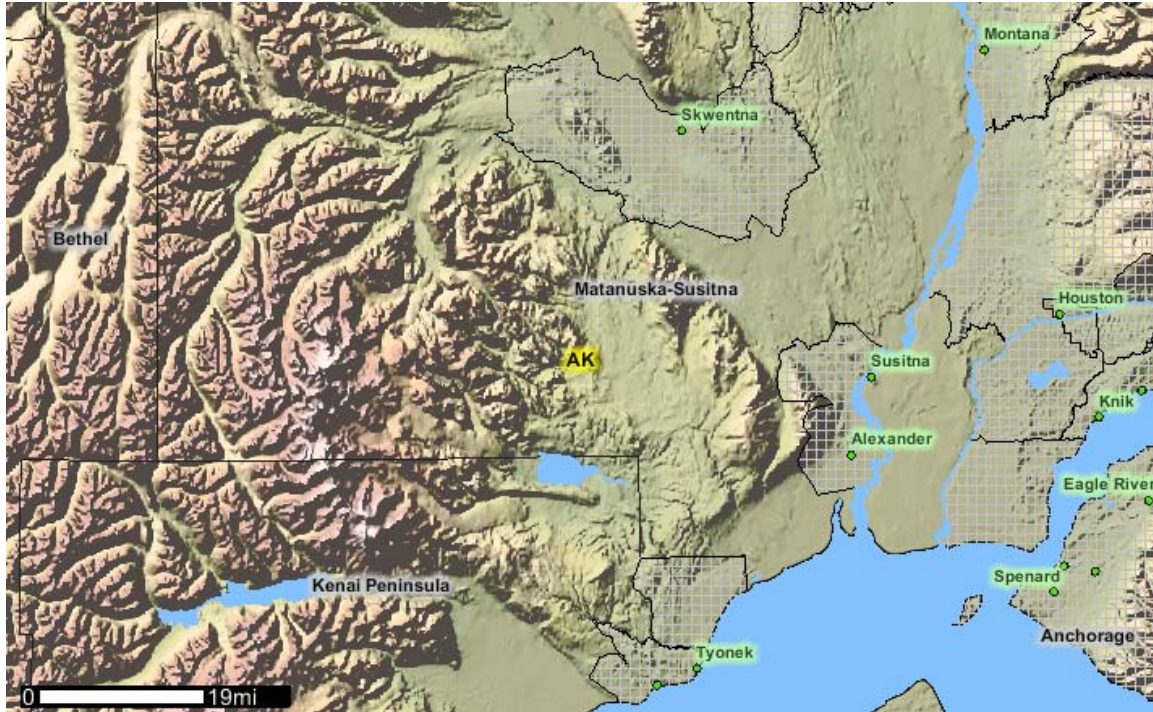 Montana
Skwentna
Bethel
Matanuska-Susitna
Houston
AK
Susitna
Knik
Alexander
Eagle River
Spenard
Kenai Peninsula
Anchorage
Tyonek
0 19mi